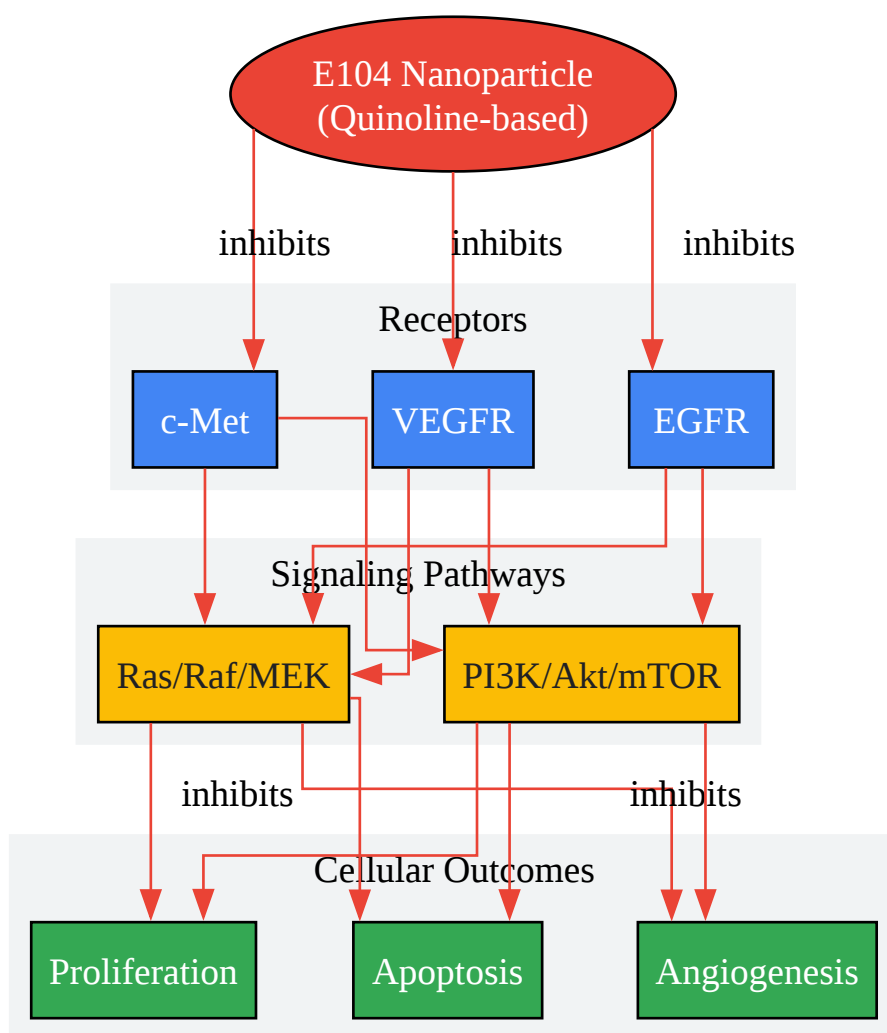 E104 Nanoparticle
(Quinoline-based)
inhibits
inhibits
inhibits
Receptors
c-Met
VEGFR
EGFR
Signaling Pathways
Ras/Raf/MEK
PI3K/Akt/mTOR
inhibits
inhibits
Cellular Outcomes
Proliferation
Apoptosis
Angiogenesis